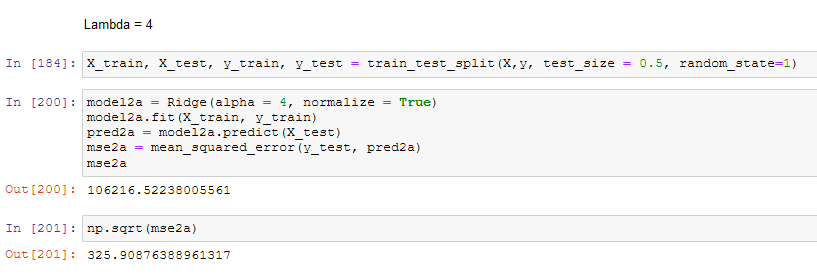 Lambda = 4
In [184]: X_train, X_test, y_train, y_test = train_test_split(X,y, test_size = 0.5, random_state=1)
In [200]: model2a = Ridge(alpha = 4, normalize = True)
model2a.fit(X_train, y_train)
pred2a = model2a.predict(X_test)
mse2a = mean_squared_error(y_test, pred2a)
mse2a
Out[200]: 106216.52238005561
In [201]: np.sqrt(mse2a)
Out[201]: 325.90876388961317